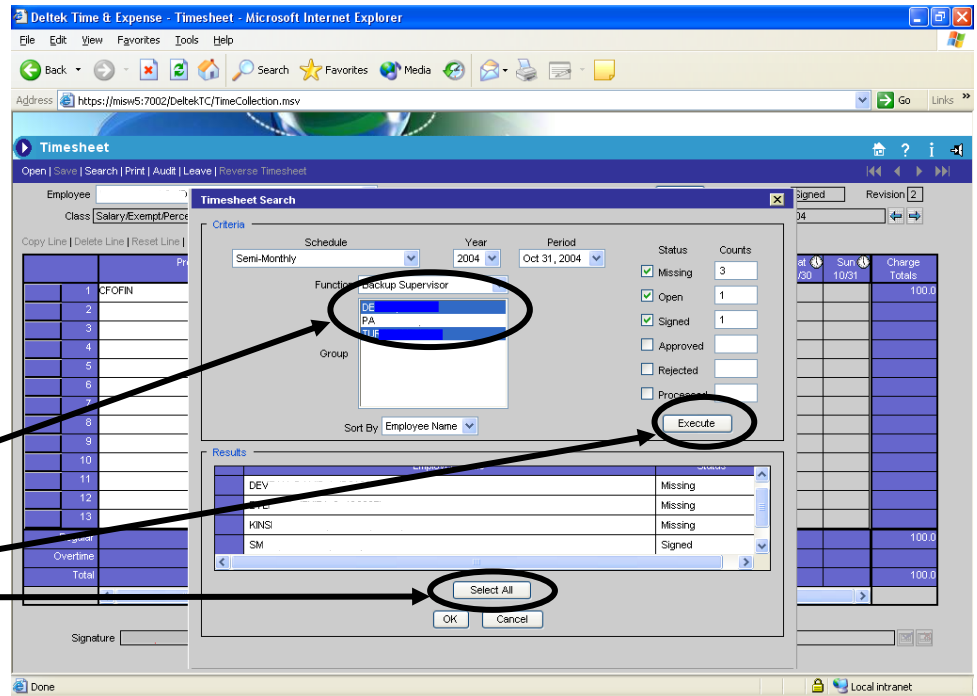 Deltek Time & Expense - Timesheet - Microsoft Internet Explorer
File Edit View Favorites Tools Help
Back Search Favorites Media
Address https://misw5:7002/DeltekTC/TimeCollection.msv Go Links »
Timesheet ? i
Open | Save | Search | Print | Audit | Leave | Reverse Timesheet
Employee Signed Revision 2
Class Salary/Exempt/Perce 04
Copy Line | Delete Line | Reset Line |
Timesheet Search
Criteria
Schedule Year Period Status Counts
Semi-Monthly 2004 Oct 31, 2004
Missing 3
Function Backup Supervisor
Open 1
DE
PA
TUF
Signed 1
Group
Approved
Rejected
Processed
Sort By Employee Name
Execute
Results
Status
DEV Missing
Missing
KINSI Missing
SM Signed
Select All
OK Cancel
Pr at Sun Charge
/30 10/31 Totals
1 CFOFIN 100.0
2
3
4
5
6
7
8
9
10
11
12
13
Regular 100.0
Overtime
Total 100.0
Signature
Done Local intranet